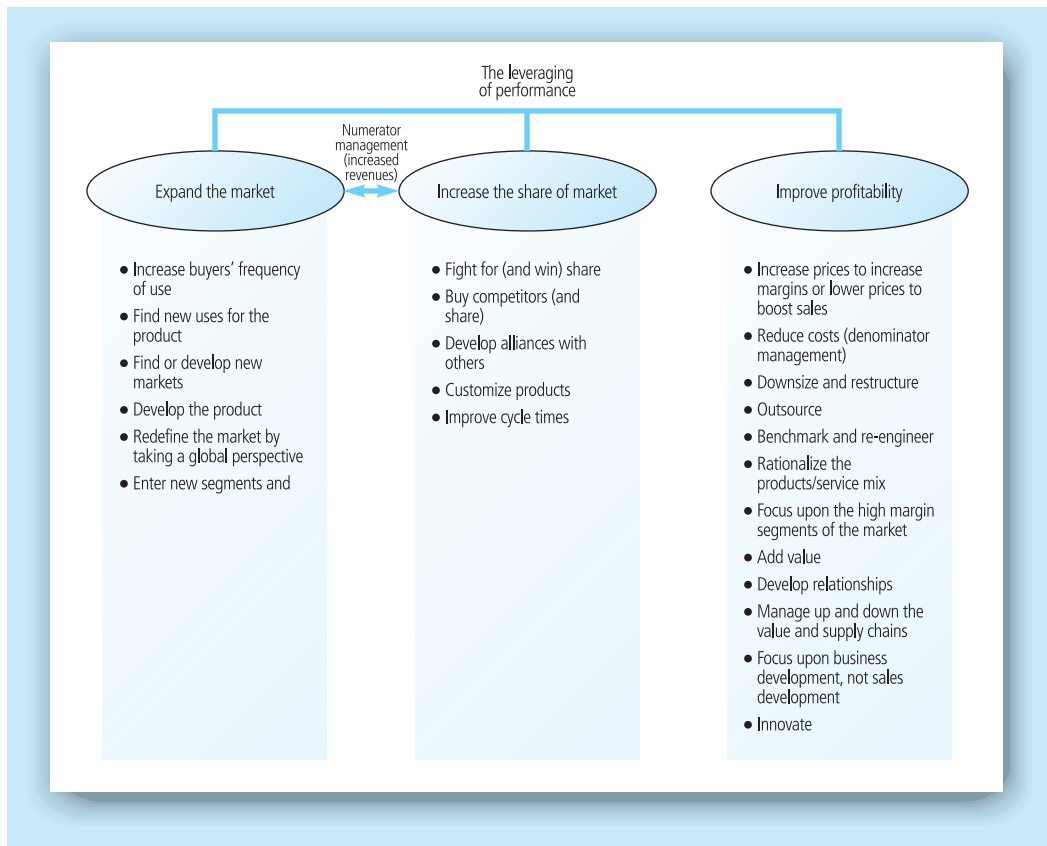 The leveraging
of performance
Numerator
management
(increased
revenues)
Expand the market
Increase the share of market
Improve profitability
• Increase buyers’ frequency
of use
• Find new uses for the
product
• Find or develop new
markets
• Develop the product
• Redefine the market by
taking a global perspective
• Enter new segments and
• Fight for (and win) share
• Buy competitors (and
share)
• Develop alliances with
others
• Customize products
• Improve cycle times
• Increase prices to increase
margins or lower prices to
boost sales
• Reduce costs (denominator
management)
• Downsize and restructure
• Outsource
• Benchmark and re-engineer
• Rationalize the
products/service mix
• Focus upon the high margin
segments of the market
• Add value
• Develop relationships
• Manage up and down the
value and supply chains
• Focus upon business
development, not sales
development
• Innovate